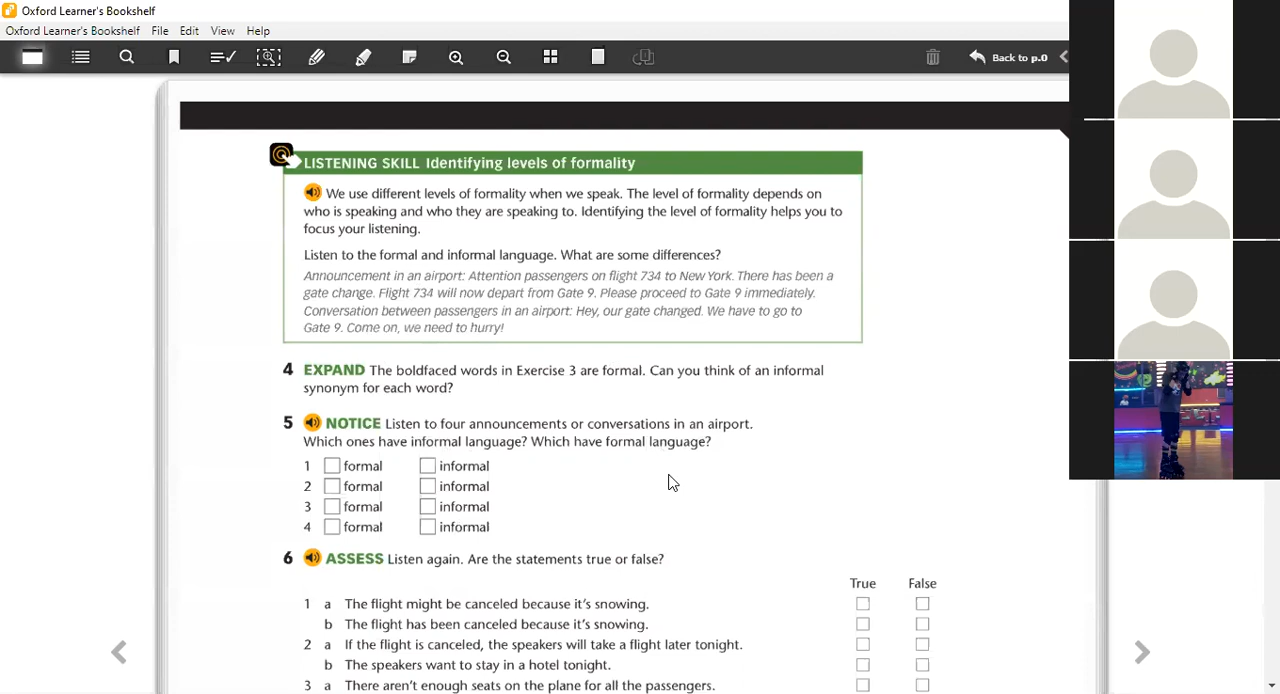 Oxford Learner's Bookshelf
Oxford Learner's Bookshelf File Edit View Help
Back to p.0
LISTENING SKILL Identifying levels of formality
We use different levels of formality when we speak. The level of formality depends on
who is speaking and who they are speaking to. Identifying the level of formality helps you to
focus your listening.
Listen to the formal and informal language. What are some differences?
Announcement in an airport: Attention passengers on flight 734 to New York. There has been a
gate change. Flight 734 will now depart from Gate 9. Please proceed to Gate 9 immediately.
Conversation between passengers in an airport: Hey, our gate changed. We have to go to
Gate 9. Come on, we need to hurry!
4 EXPAND The boldfaced words in Exercise 3 are formal. Can you think of an informal
synonym for each word?
5 NOTICE Listen to four announcements or conversations in an airport.
Which ones have informal language? Which have formal language?
1 formal informal
2 formal informal
3 formal informal
4 formal informal
6 ASSESS Listen again. Are the statements true or false?
True False
1 a The flight might be canceled because it's snowing.
b The flight has been canceled because it's snowing.
2 a If the flight is canceled, the speakers will take a flight later tonight.
b The speakers want to stay in a hotel tonight.
3 a There aren't enough seats on the plane for all the passengers.